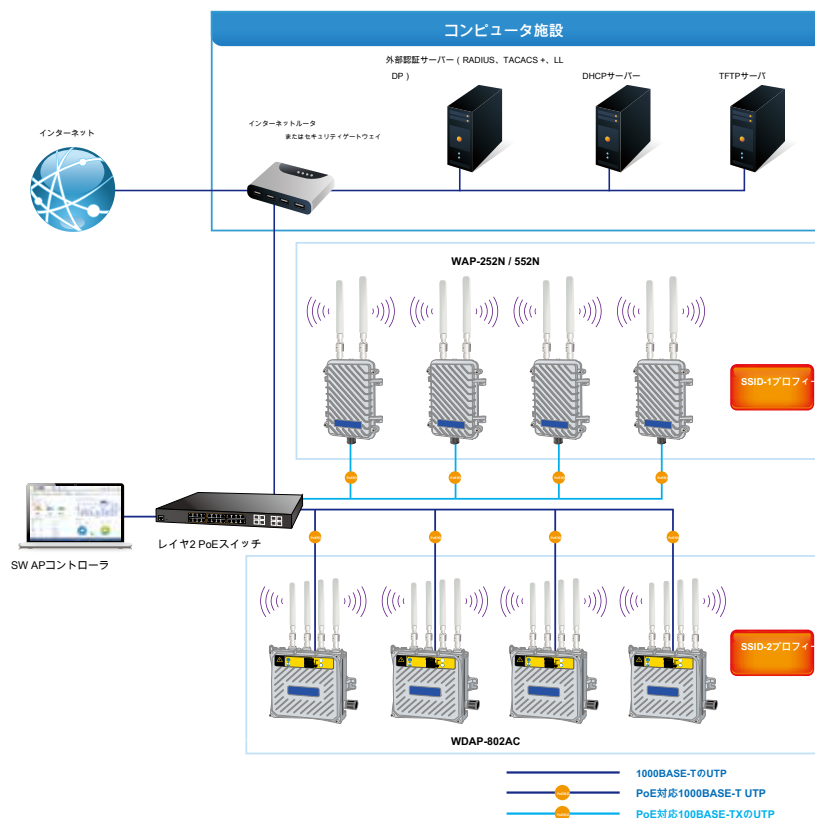 コンピュータ施設
外部認証サーバー ( RADIUS、TACACS +、LL
DP )
DHCPサーバー
TFTPサーバ
インターネット
インターネットルータ
またはセキュリティゲートウェイ
WAP-252N / 552N
SSID-1プロフィー
レイヤ2 PoEスイッチ
SW APコントローラ
SSID-2プロフィー
WDAP-802AC
1000BASE-TのUTP
PoE対応1000BASE-T UTP
PoE対応100BASE-TXのUTP